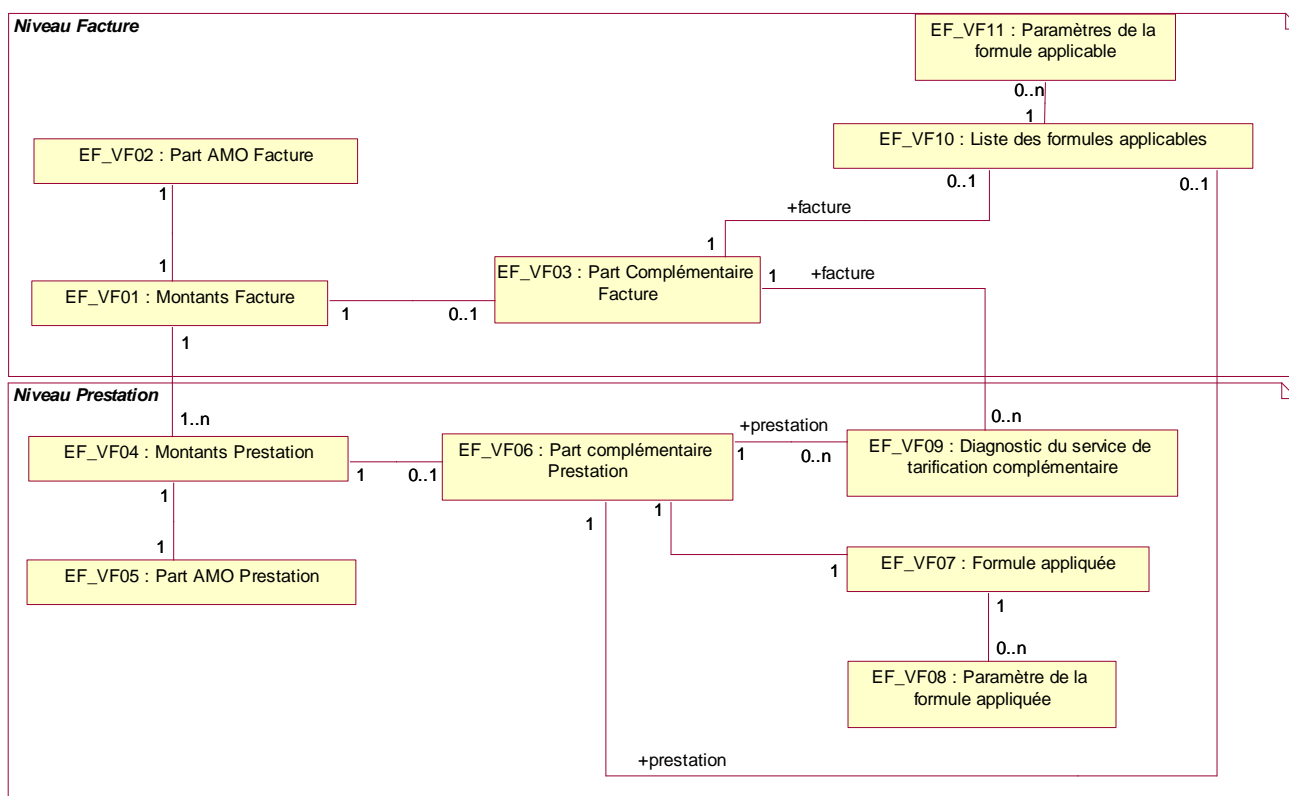 Niveau Facture
EF_VF11 : Paramètres de la
formule applicable
0..n
1
EF_VF10 : Liste des formules applicables
0..1
0..1
EF_VF02 : Part AMO Facture
1
+facture
1
EF_VF03 : Part Complémentaire
Facture
1
+facture
1
EF_VF01 : Montants Facture
1
0..1
1
Niveau Prestation
1..n
EF_VF04 : Montants Prestation
1
0..1
EF_VF06 : Part complémentaire
Prestation
+prestation
1
0..n
0..n
EF_VF09 : Diagnostic du service de
tarification complémentaire
1
1
EF_VF05 : Part AMO Prestation
1
1
1
EF_VF07 : Formule appliquée
1
0..n
EF_VF08 : Paramètre de la
formule appliquée
+prestation